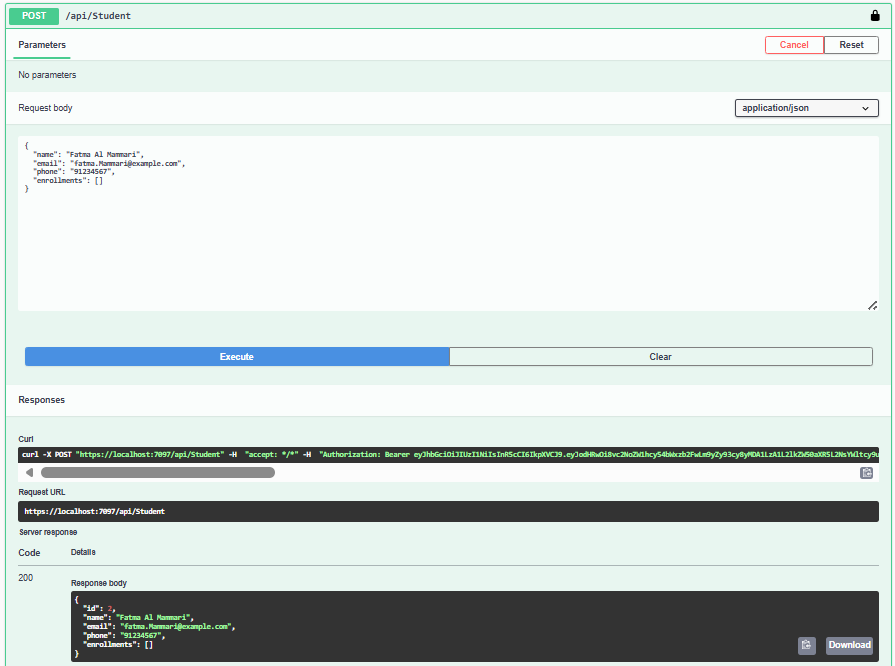 POST /api/Student
Parameters
Cancel Reset
No parameters
Request body
application/json
{
"name": "Fatma Al Mammari",
"email": "fatma.Mammari@example.com",
"phone": "91234567",
"enrollments": []
}
Execute Clear
Responses
Curl
curl -X POST "https://localhost:7097/api/Student" -H "accept: */*" -H "Authorization: Bearer
Request URL
https://localhost:7097/api/Student
Server response
Code Details
200
Response body
{
"id": 2,
"name": "Fatma Al Mammari",
"email": "fatma.Mammari@example.com",
"phone": "91234567",
"enrollments": []
}
Download